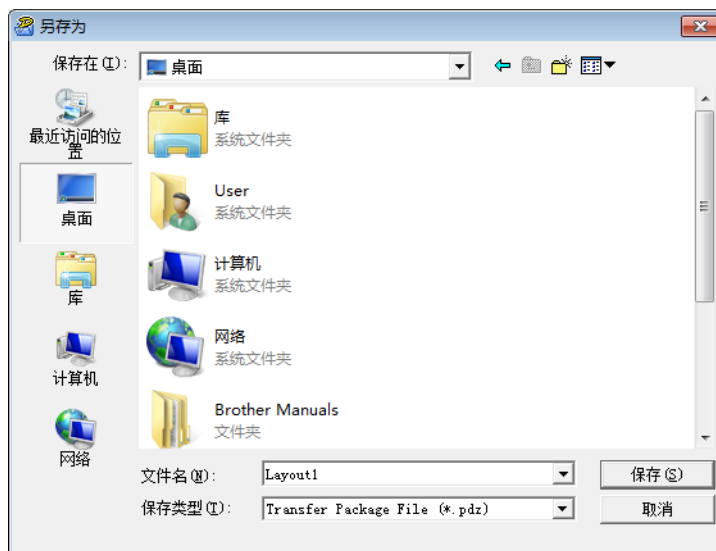 另存为
保存在(I):
桌面
最近访问的位
置
桌面
库
计算机
网络
库
系统文件夹
User
系统文件夹
计算机
系统文件夹
网络
系统文件夹
Brother Manuals
文件夹
文件名(N):
Layout1
保存(S)
保存类型(T):
Transfer Package File (*.pdz)
取消